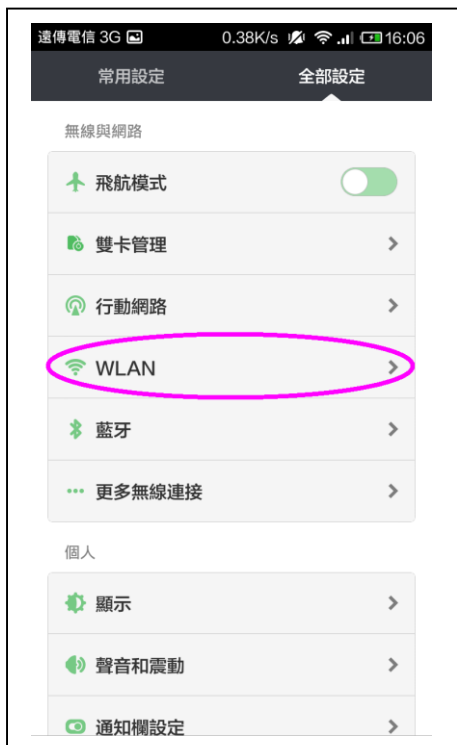 遠傳電信 3G 0.38K/s 16:06
常用設定 全部設定
無線與網路
飛航模式
雙卡管理
行動網路
WLAN
藍牙
更多無線連接
個人
顯示
聲音和震動
通知欄設定